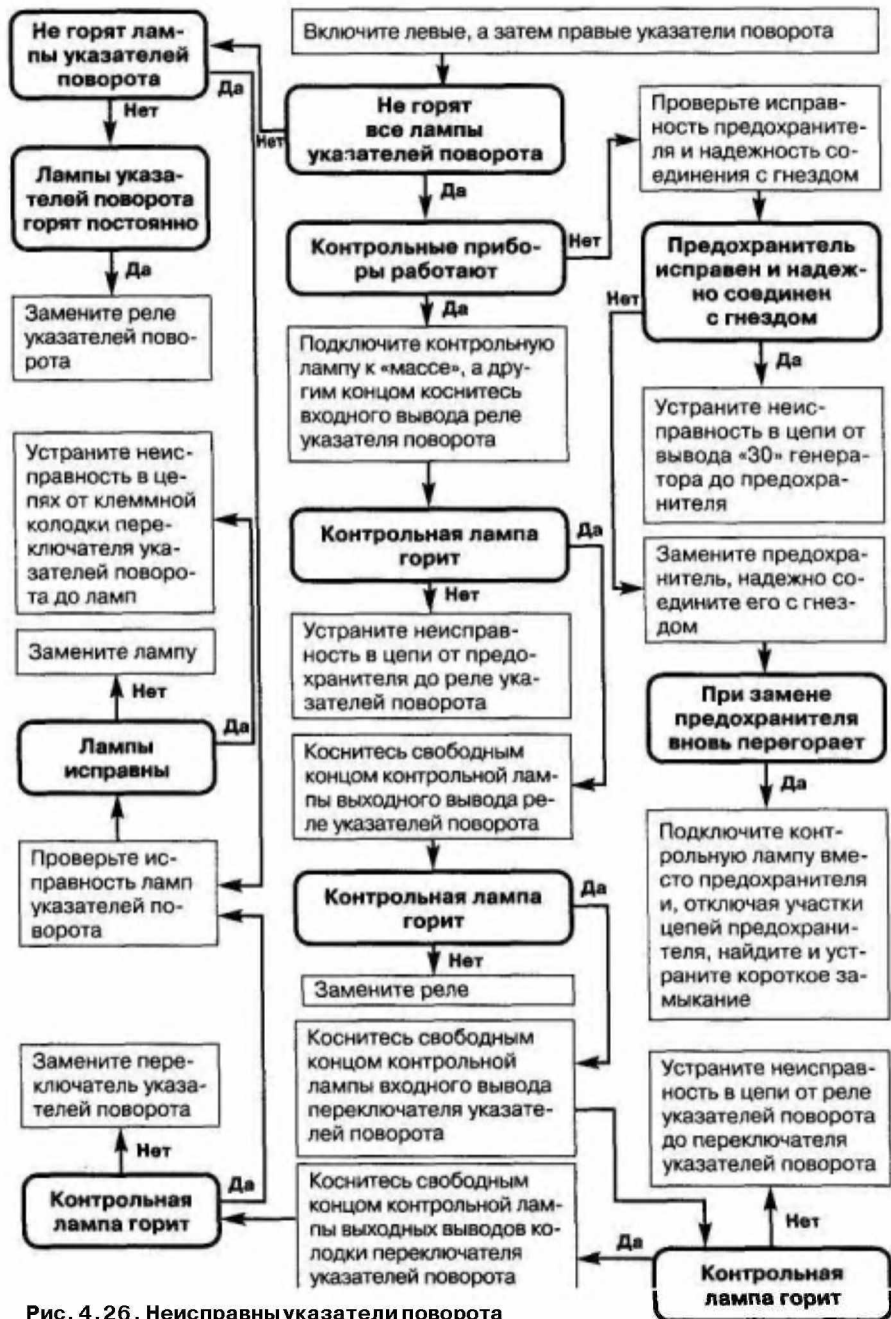 Включите левые, а затем правые указатели поворота
Не горят лам-
пы указателей
поворота
Да
Нет
Лампы указа-
телей поворота
горят постоянно
Да
Замените реле
указателей пово-
рота
Устраните неис-
правность в це-
пях от клеммной
колодки пере-
ключателя ука-
зателей поворо-
та до ламп
Замените лампу
Нет
Да
Лампы
исправны
Проверьте ис-
правность ламп
указателей по-
ворота
Замените пере-
ключатель указа-
телей поворота
Нет
Да
Контрольная
лампа горит
Не горят
все лампы
указателей поворота
Нет
Да
Контрольные прибо-
ры работают
Нет
Да
Подключите контрольную
лампу к «массе», а дру-
гим концом коснитесь
входного вывода реле
указателя поворота
Контрольная лампа
горит
Да
Нет
Устраните неисправ-
ность в цепи от предо-
хранителя до реле ука-
зателей поворота
Коснитесь свободным
концом контрольной лам-
пы выходного вывода ре-
ле указателей поворота
Контрольная лампа
горит
Да
Нет
Замените реле
Коснитесь свободным
концом контрольной
лампы входного вывода
переключателя указате-
лей поворота
Коснитесь свободным
концом контрольной лам-
пы выходных выводов ко-
лодки переключателя
указателей поворота
Проверьте исправ-
ность предохраните-
ля и надежность со-
единения с гнездом
Предохранитель
исправен и надеж-
но соединен
с гнездом
Нет
Да
Устраните неис-
правность в цепи от
вывода «30» генера-
тора до предохра-
нителя
Замените предохра-
нитель, надежно со-
едините его с гнез-
дом
При замене
предохранителя
вновь перегорает
Да
Подключите конт-
рольную лампу вме-
сто предохранителя
и, отключая участки
цепей предохрани-
теля, найдите и уст-
раните короткое за-
мыкание
Устраните неисправ-
ность в цепи от реле
указателей поворота
до переключателя
указателей поворота
Нет
Да
Контрольная
лампа горит
Рис. 4.26. Неисправны указатели поворота